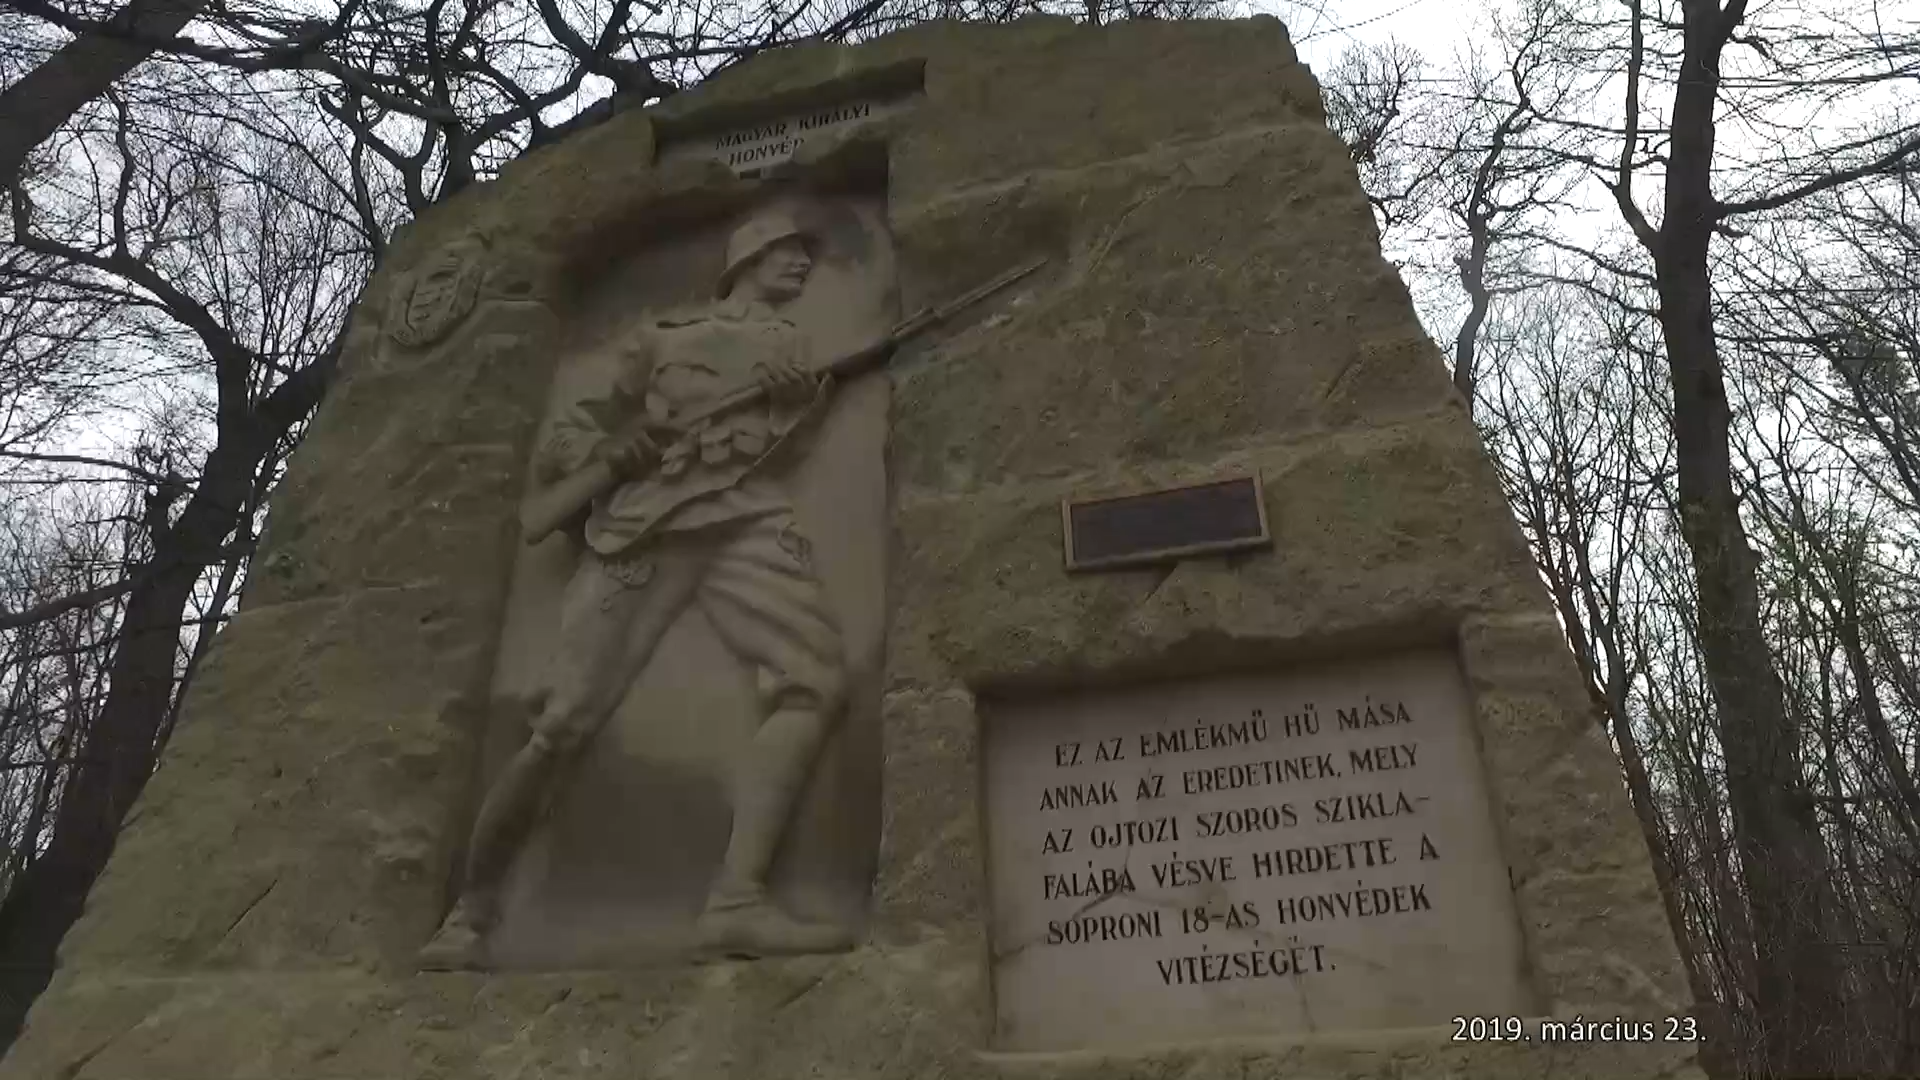 MAGYAR KIRÁLYI
EZ AZ EMLÉKMŰ HŰ MÁSA
ANNAK AZ EREDETINEK, MELY
AZ OJTOZI SZOROS SZIKLA-
FALÁBA VÉSVE HIRDETTE A
SOPRONI 18-AS HONVÉDEK
VITÉZSÉGÉT.
2019. március 23.